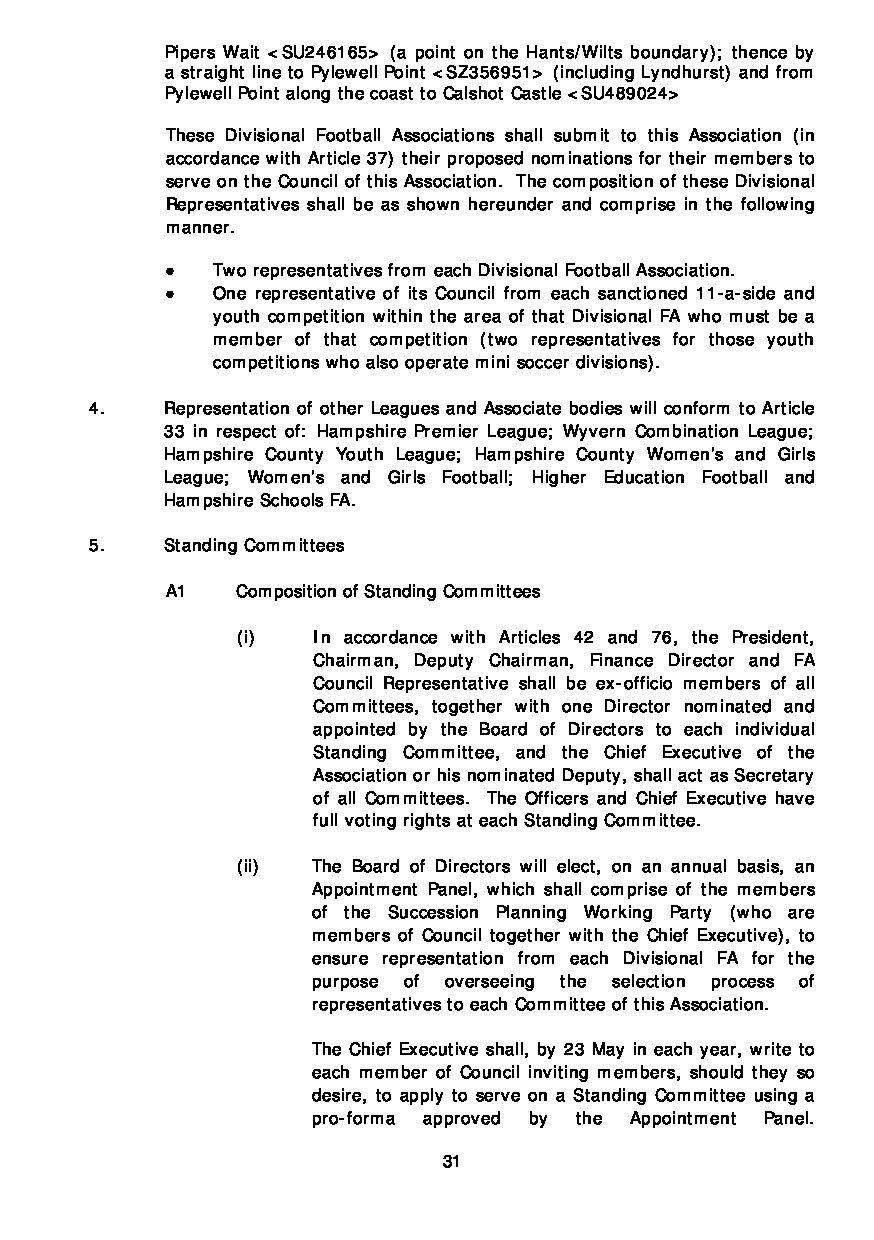 Pipers Wait <SU246165> (a point on the Hants/Wilts boundary); thence by
a straight line to Pylewell Point <SZ356951> (including Lyndhurst) and from
Pylewell Point along the coast to Calshot Castle <SU489024>
These Divisional Football Associations shall submit to this Association (in
accordance with Article 37) their proposed nominations for their members to
serve on the Council of this Association. The composition of these Divisional
Representatives shall be as shown hereunder and comprise in the following
manner.
• Two representatives from each Divisional Football Association.
• One representative of its Council from each sanctioned 11-a-side and
youth competition within the area of that Divisional FA who must be a
member of that competition (two representatives for those youth
competitions who also operate mini soccer divisions).
4. Representation of other Leagues and Associate bodies will conform to Article
33 in respect of: Hampshire Premier League; Wyvern Combination League;
Hampshire County Youth League; Hampshire County Women's and Girls
League; Women's and Girls Football; Higher Education Football and
Hampshire Schools FA.
5. Standing Committees
A1 Composition of Standing Committees
(i) In accordance with Articles 42 and 76, the President,
Chairman, Deputy Chairman, Finance Director and FA
Council Representative shall be ex-officio members of all
Committees, together with one Director nominated and
appointed by the Board of Directors to each individual
Standing Committee, and the Chief Executive of the
Association or his nominated Deputy, shall act as Secretary
of all Committees. The Officers and Chief Executive have
full voting rights at each Standing Committee.
(ii) The Board of Directors will elect, on an annual basis, an
Appointment Panel, which shall comprise of the members
of the Succession Planning Working Party (who are
members of Council together with the Chief Executive), to
ensure representation from each Divisional FA for the
purpose of overseeing the selection process of
representatives to each Committee of this Association.
The Chief Executive shall, by 23 May in each year, write to
each member of Council inviting members, should they so
desire, to apply to serve on a Standing Committee using a
pro-forma approved by the Appointment Panel.
31